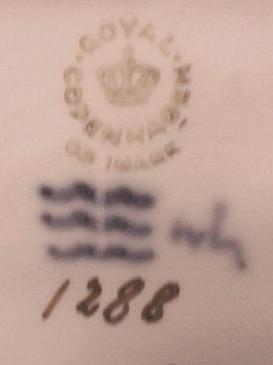 ROYAL
COPENHAGEN
DENMARK
1288